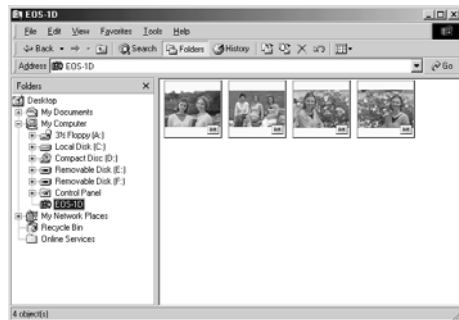 EOS-1D
File Edit View Favorites Tools Help
Back Search Folders History
Address EOS-1D Go
Folders
Desktop
My Documents
My Computer
3½ Floppy (A:)
Local Disk (C:)
Compact Disc (D:)
Removable Disk (E:)
Removable Disk (F:)
Control Panel
EOS-1D
My Network Places
Recycle Bin
Online Services
4 object(s)